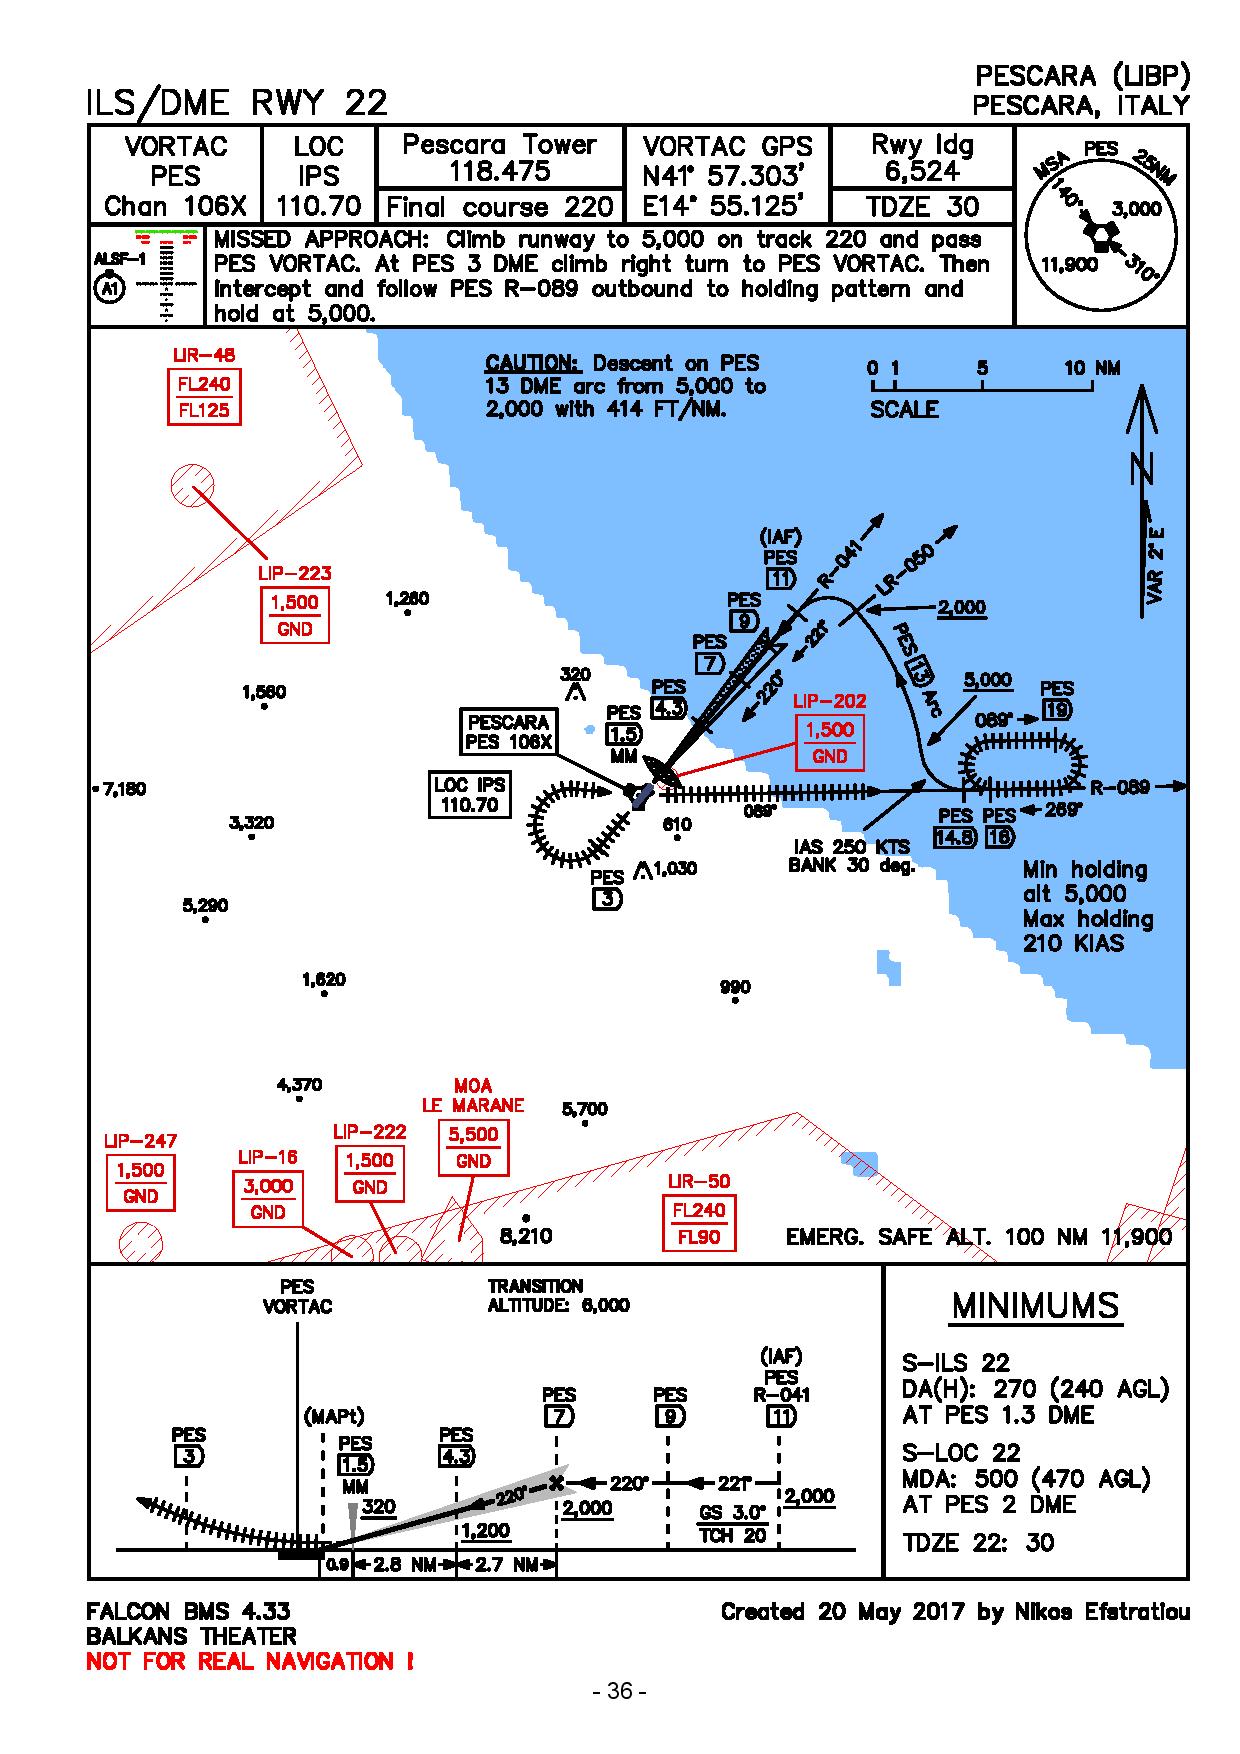 PESCARA (LIBP)
ILS/DME RWY 22
PESCARA, ITALY
VORTAC
PES
Chan 106X
LOC
IPS
110.70
Pescara Tower
118.475
Final course 220
VORTAC GPS
N41° 57.303'
E14° 55.125'
Rwy ldg
6,524
TDZE 30
MSA PES 25NM
140°
3,000
11,900
310°
ALSF-1
A1
MISSED APPROACH: Climb runway to 5,000 on track 220 and pass
PES VORTAC. At PES 3 DME climb right turn to PES VORTAC. Then
intercept and follow PES R-089 outbound to holding pattern and
hold at 5,000.
LIR-48
FL240
FL125
CAUTION: Descent on PES
13 DME arc from 5,000 to
2,000 with 414 FT/NM.
0 1 5 10 NM
SCALE
N
VAR 2° E
LIP-223
1,500
GND
1,260
(IAF)
PES
11
R-041
LR-050
PES
9
2,000
221°
PES
7
220°
PES 13 Arc
320
1,560
PES
4.3
LIP-202
1,500
GND
5,000
PES
19
089°
PESCARA
PES 106X
PES
1.5
MM
7,180
LOC IPS
110.70
R-089
089°
269°
3,320
610
PES
14.8
PES
16
IAS 250 KTS
BANK 30 deg.
PES
3
1,030
Min holding
alt 5,000
Max holding
210 KIAS
5,290
1,620
990
4,370
MOA
LE MARANE
5,500
GND
5,700
LIP-247
1,500
GND
LIP-16
3,000
GND
LIP-222
1,500
GND
LIR-50
FL240
FL90
8,210
EMERG. SAFE ALT. 100 NM 11,900
PES
VORTAC
TRANSITION
ALTITUDE: 6,000
(IAF)
PES
R-041
11
PES
7
PES
9
(MAPt)
PES
3
PES
1.5
MM
PES
4.3
320
220°
220°
221°
2,000
2,000
1,200
GS 3.0°
TCH 20
0.9 2.8 NM 2.7 NM
MINIMUMS
S-ILS 22
DA(H): 270 (240 AGL)
AT PES 1.3 DME
S-LOC 22
MDA: 500 (470 AGL)
AT PES 2 DME
TDZE 22: 30
FALCON BMS 4.33
BALKANS THEATER
NOT FOR REAL NAVIGATION !
Created 20 May 2017 by Nikos Efstratiou
- 36 -